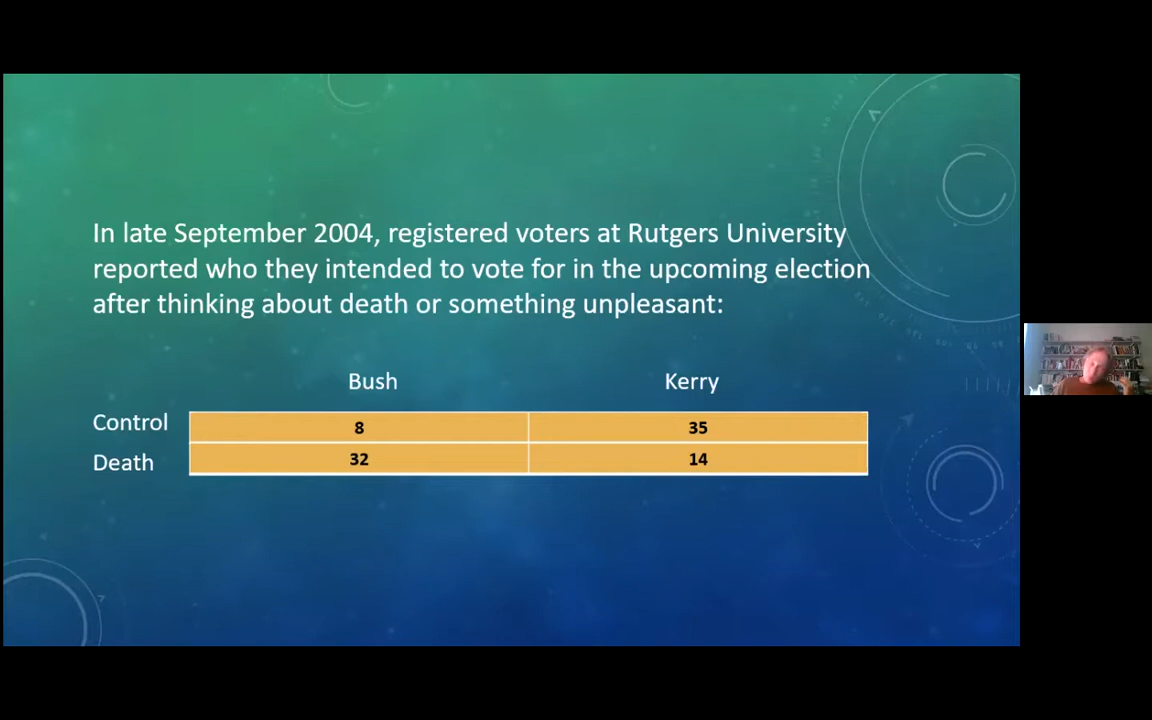 In late September 2004, registered voters at Rutgers University
reported who they intended to vote for in the upcoming election
after thinking about death or something unpleasant:
Bush Kerry
Control 8 35
Death 32 14